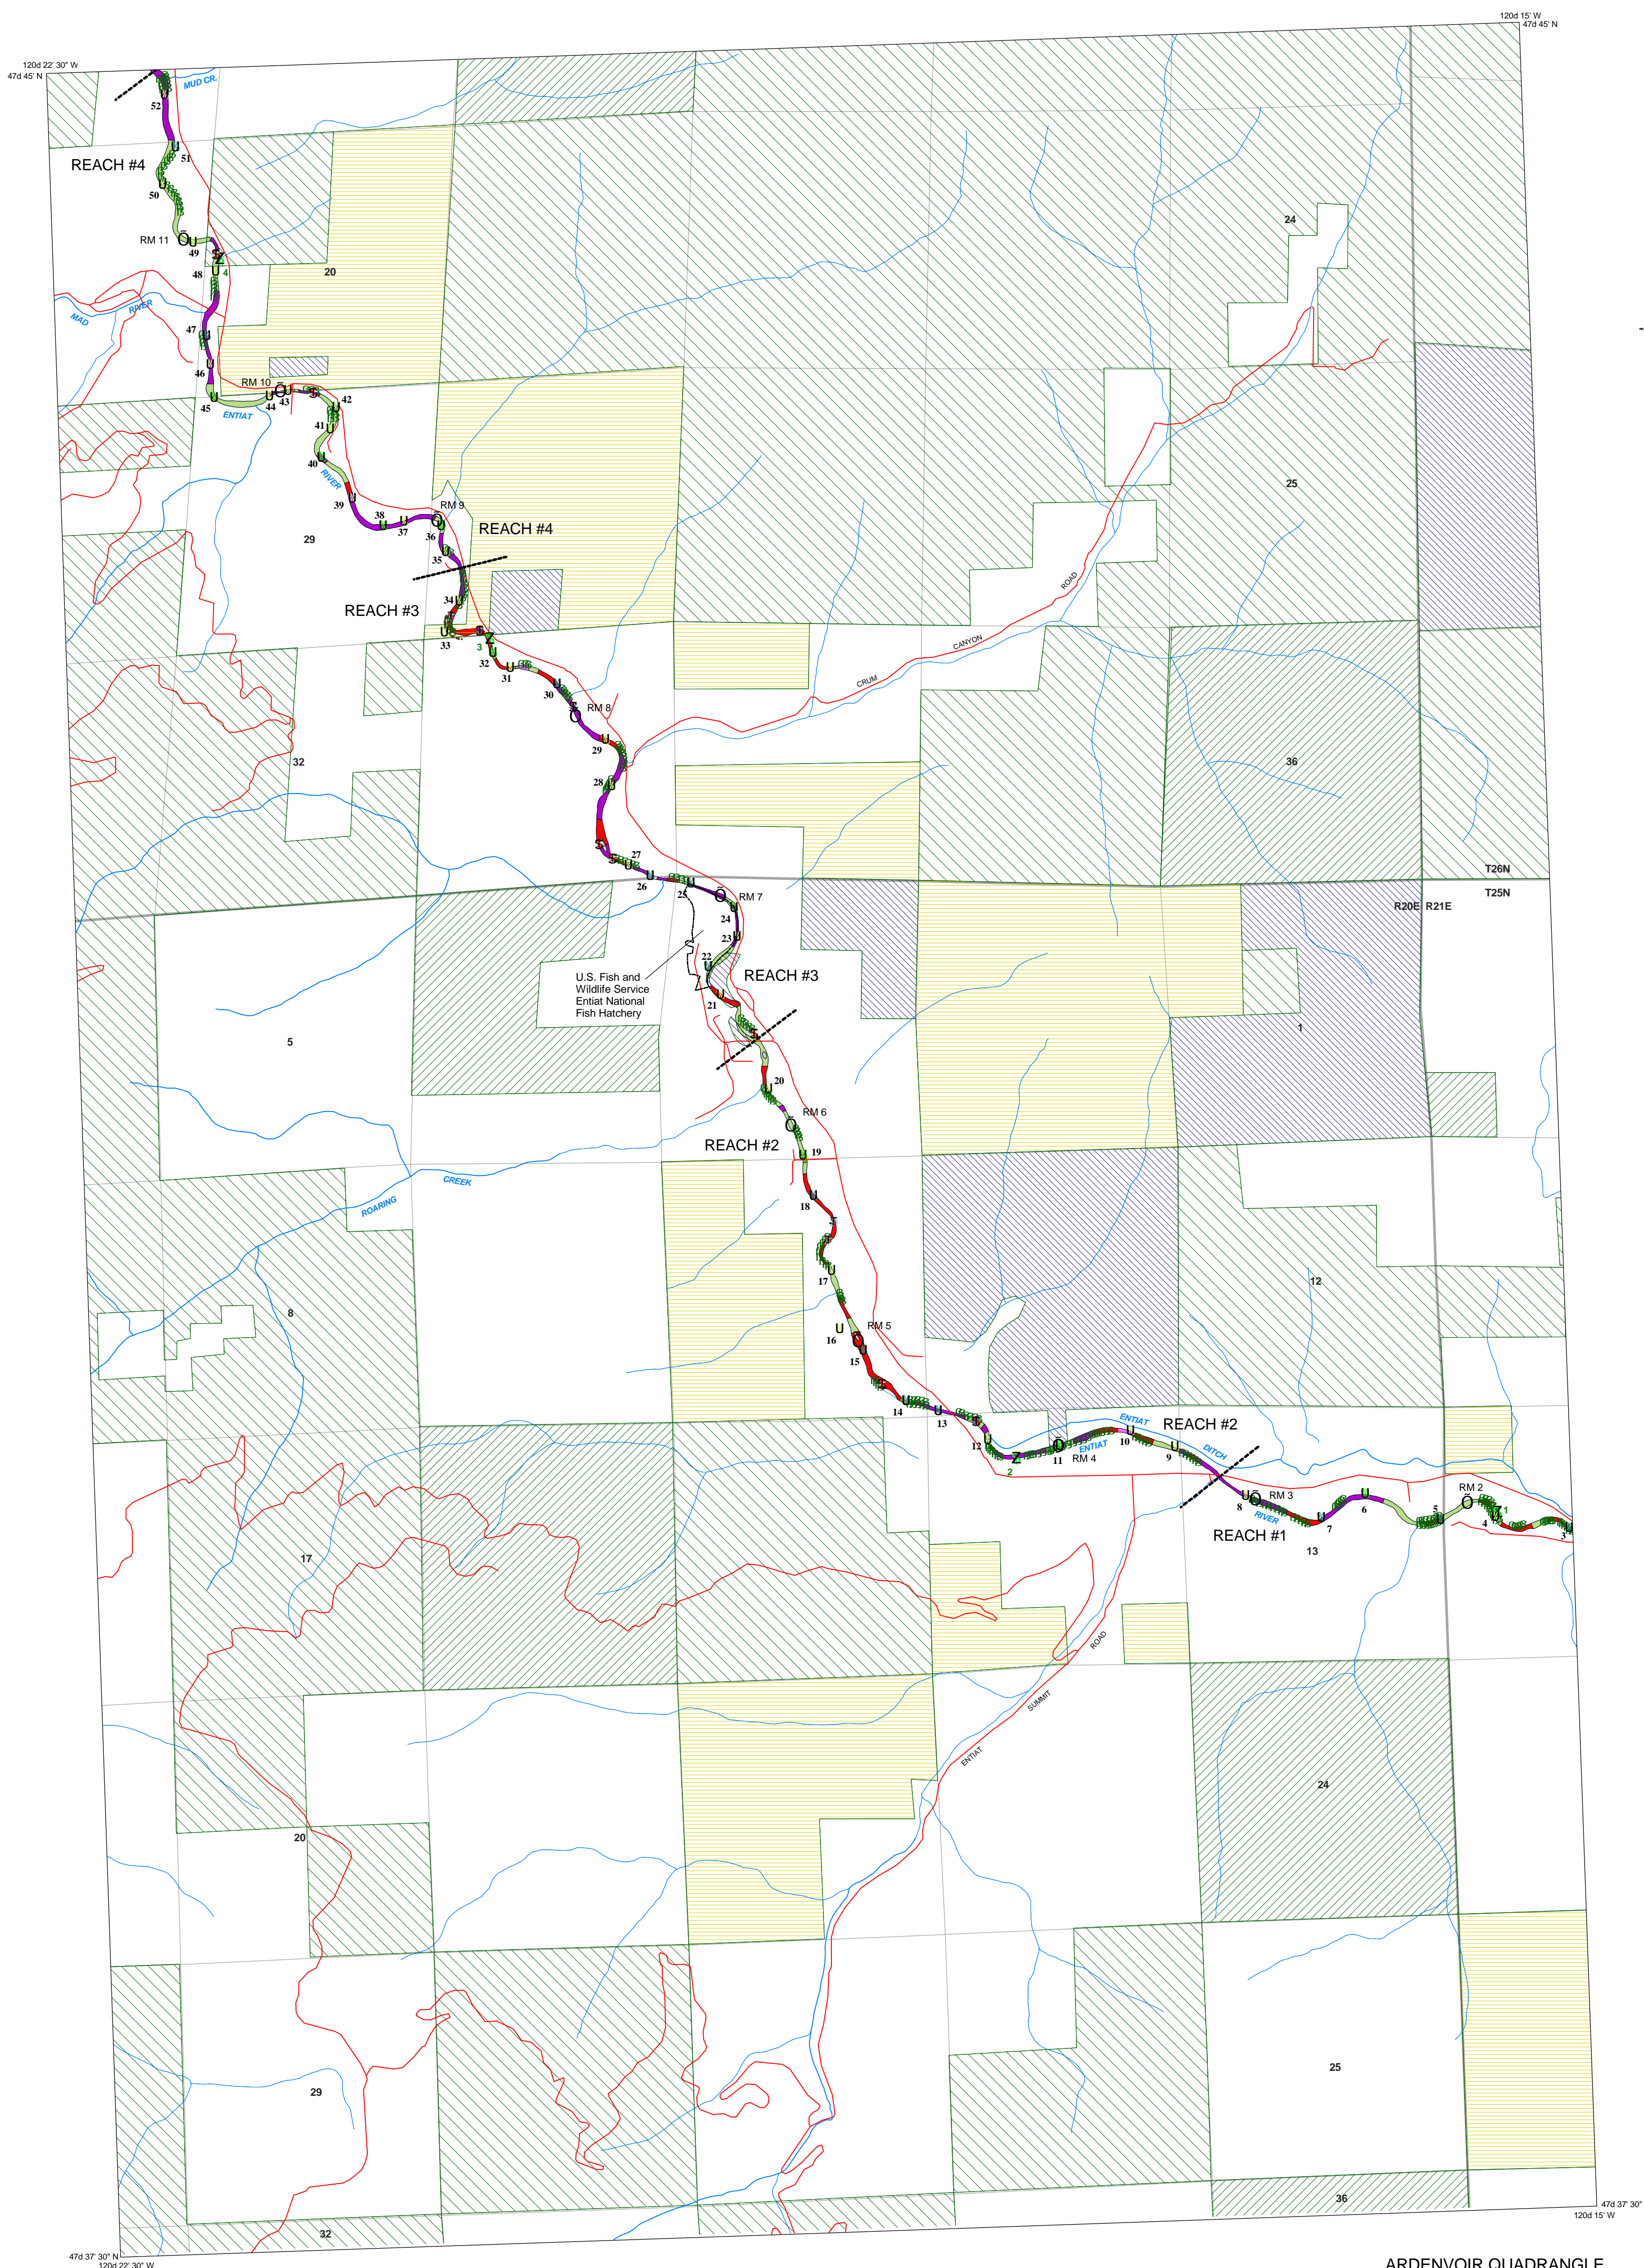 120d 15' W
47d 45' N
120d 22' 30" W
47d 45' N
MUD CR.
52
51
REACH #4
50
24
RM 11
49
48
4
20
MAD
RIVER
47
46
RM 10
43
44
45
42
ENTIAT
41
40
RIVER
25
39
38
37
RM 9
36
REACH #4
29
35
ROAD
REACH #3
34
33
3
32
CANYON
31
CRUM
30
RM 8
29
32
36
28
27
26
T26N
25
RM 7
T25N
24
R20E
R21E
23
22
U.S. Fish and
Wildlife Service
Entiat National
Fish Hatchery
REACH #3
21
1
5
20
RM 6
REACH #2
19
CREEK
ROARING
18
17
12
8
RM 5
16
15
14
13
ENTIAT
REACH #2
12
10
DITCH
ENTIAT
9
11
RM 4
2
8
RM 3
RIVER
6
RM 2
1
5
4
3
7
REACH #1
13
17
ROAD
SUMMIT
ENTIAT
24
20
25
29
36
47d 37' 30"
120d 15' W
32
47d 37' 30" N
120d 22' 30" W
ARDENVOIR QUADRANGLE